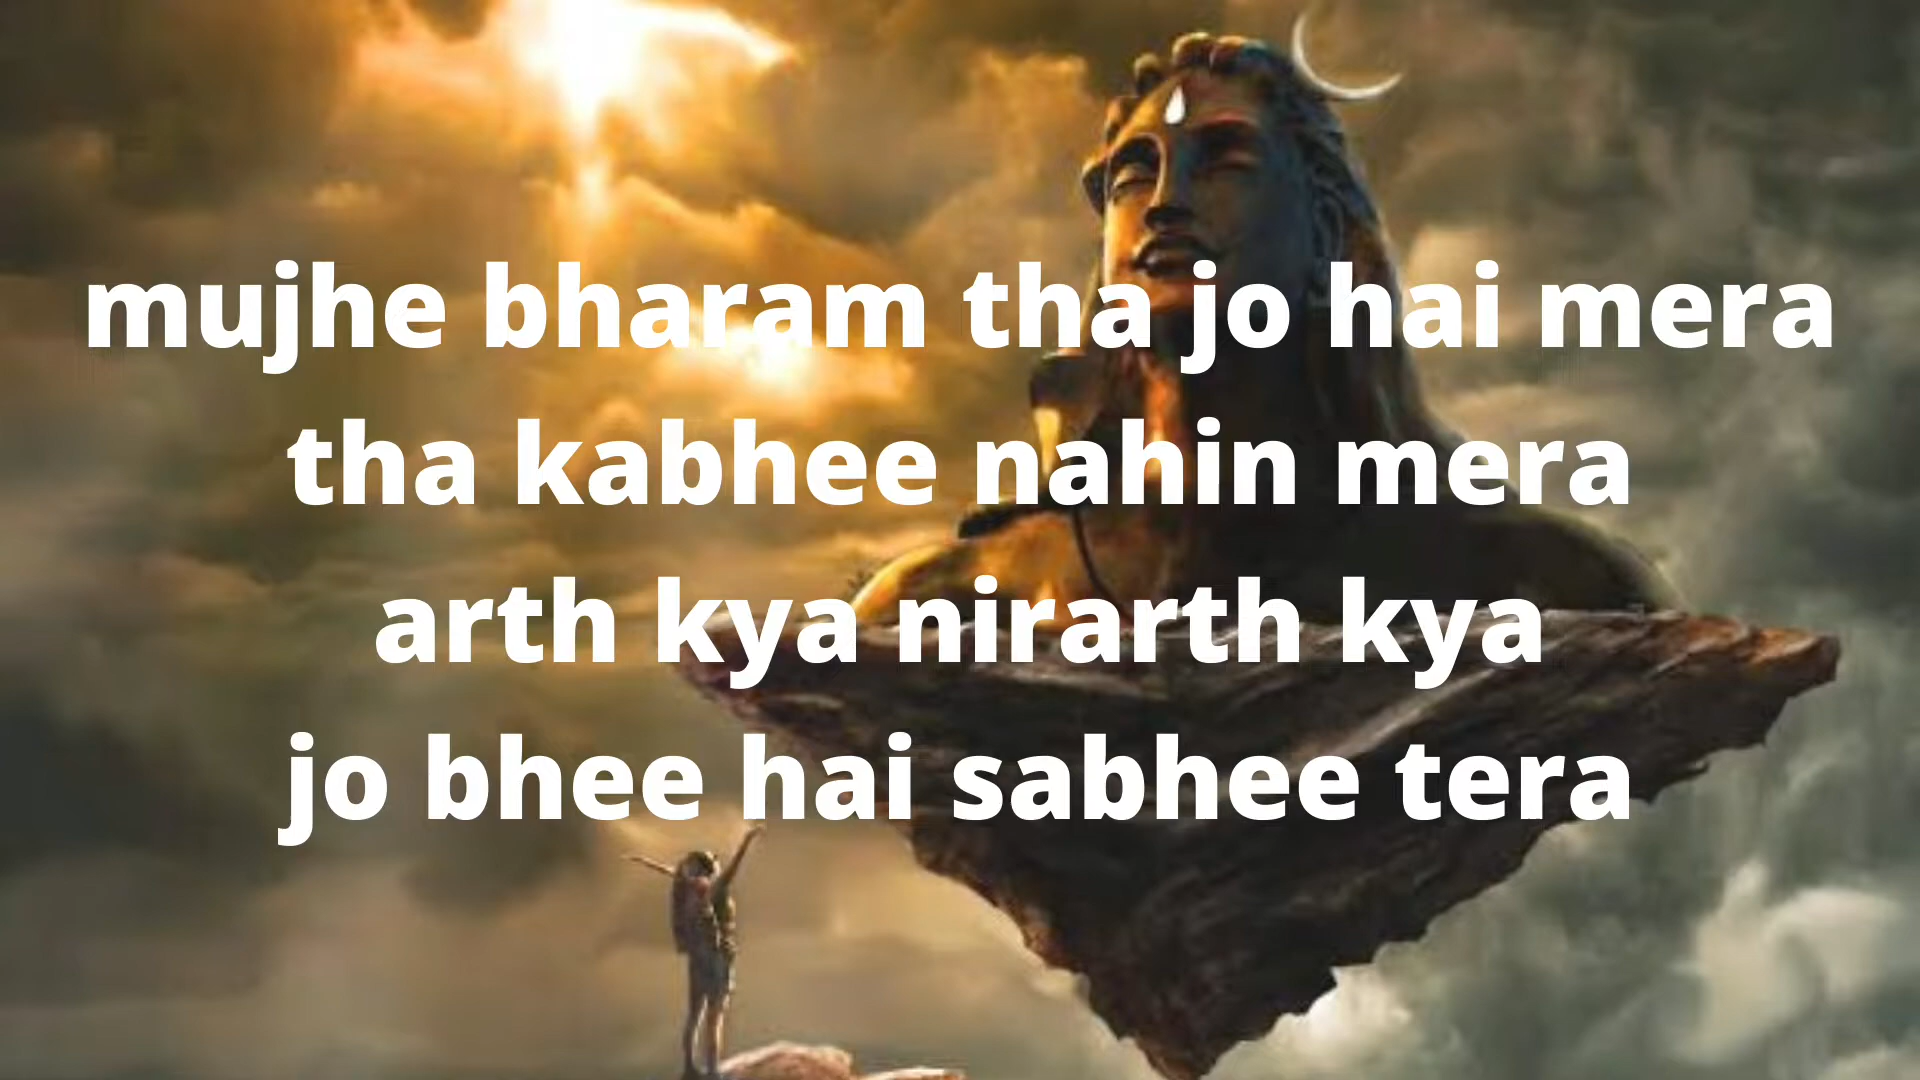 mujhe bharam tha jo hai mera
tha kabhee nahin mera
arth kya nirarth kya
jo bhee hai sabhee tera